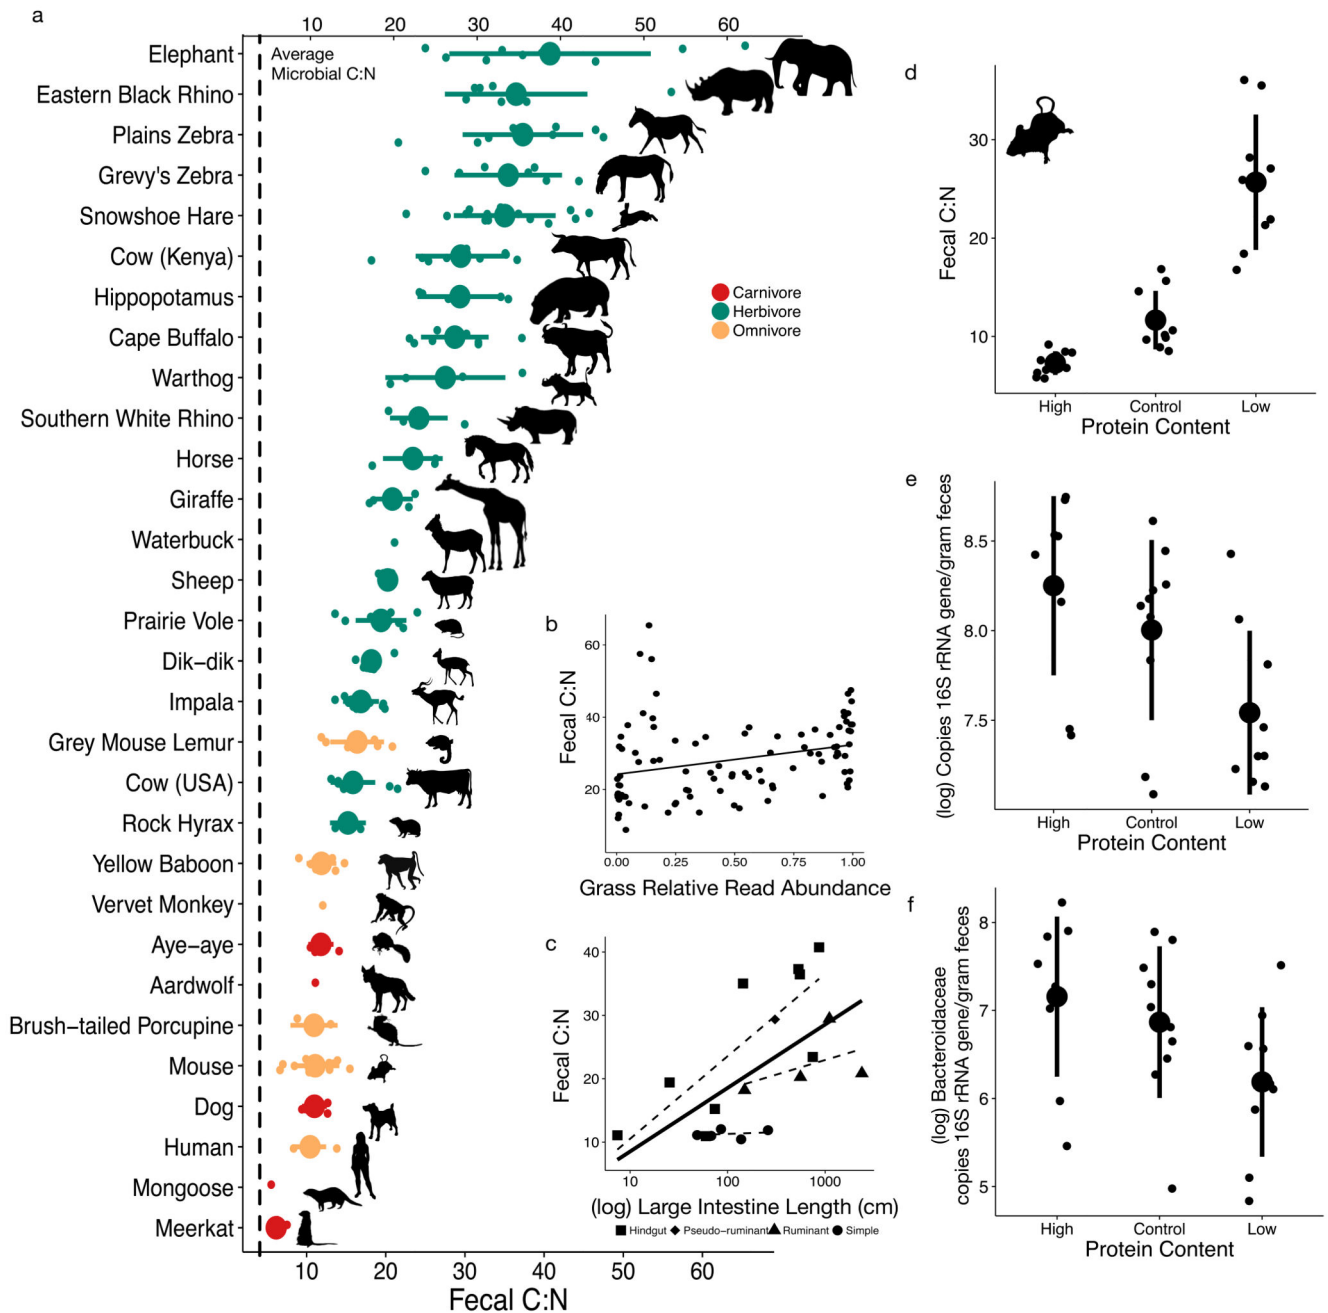 a
10 20 30 40 50 60
Average
Microbial C:N
Elephant
Eastern Black Rhino
Plains Zebra
Grevy's Zebra
Snowshoe Hare
Cow (Kenya)
Hippopotamus
Cape Buffalo
Warthog
Southern White Rhino
Horse
Giraffe
Waterbuck
Sheep
Prairie Vole
Dik–dik
Impala
Grey Mouse Lemur
Cow (USA)
Rock Hyrax
Yellow Baboon
Vervet Monkey
Aye–aye
Aardwolf
Brush–tailed Porcupine
Mouse
Dog
Human
Mongoose
Meerkat
10 20 30 40 50 60
Fecal C:N
Carnivore
Herbivore
Omnivore
b
Fecal C:N
60
40
20
0.00 0.25 0.50 0.75 1.00
Grass Relative Read Abundance
c
Fecal C:N
40
30
20
10
10 100 1000
(log) Large Intestine Length (cm)
Hindgut Pseudo–ruminant Ruminant Simple
d
Fecal C:N
30
20
10
High Control Low
Protein Content
e
(log) Copies 16S rRNA gene/gram feces
8.5
8.0
7.5
High Control Low
Protein Content
f
(log) Bacteroidaceae
copies 16S rRNA gene/gram feces
8
7
6
5
High Control Low
Protein Content